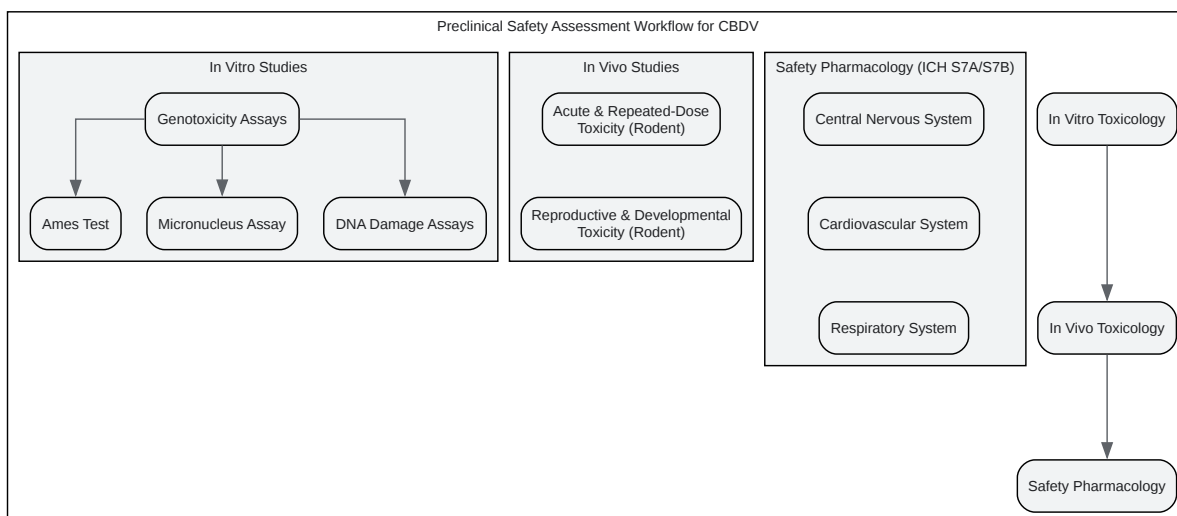 Preclinical Safety Assessment Workflow for CBDV
In Vitro Studies
Genotoxicity Assays
Ames Test
Micronucleus Assay
DNA Damage Assays
In Vivo Studies
Acute & Repeated-Dose
Toxicity (Rodent)
Reproductive & Developmental
Toxicity (Rodent)
Safety Pharmacology (ICH S7A/S7B)
Central Nervous System
Cardiovascular System
Respiratory System
In Vitro Toxicology
In Vivo Toxicology
Safety Pharmacology